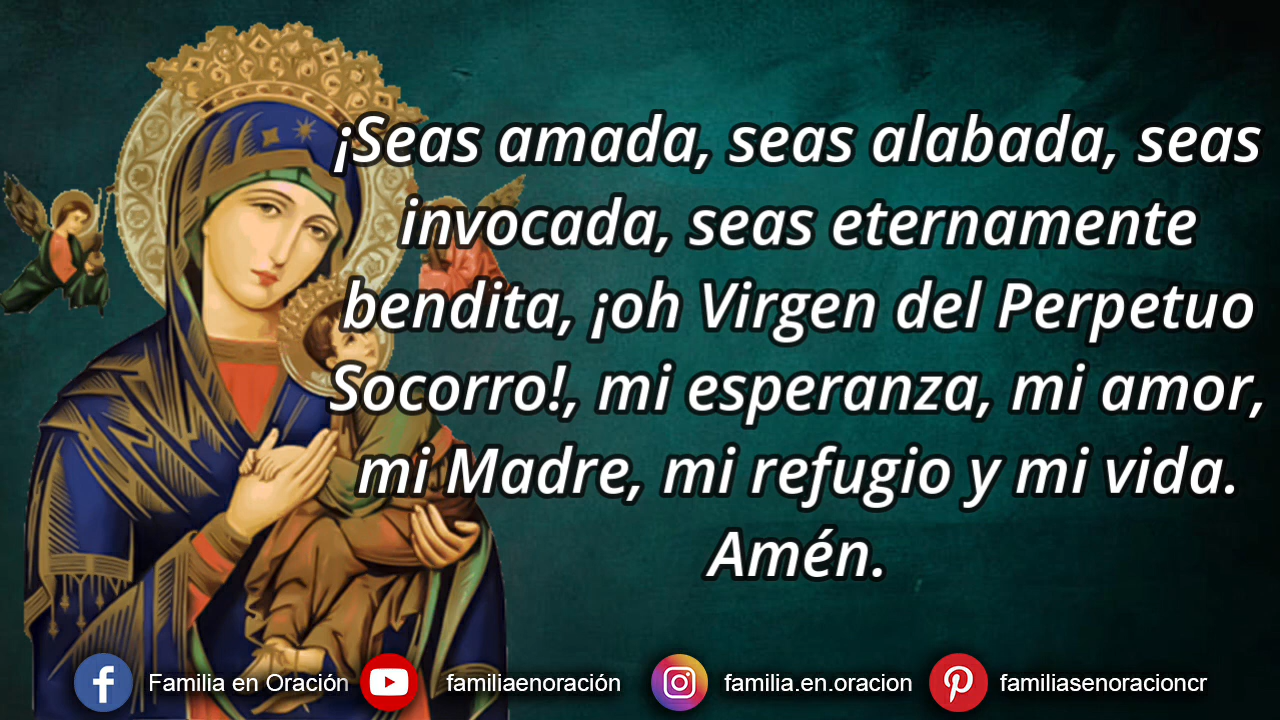 ¡Seas amada, seas alabada, seas
invocada, seas eternamente
bendita, ¡oh Virgen del Perpetuo
Socorro!, mi esperanza, mi amor,
mi Madre, mi refugio y mi vida.
Amén.
Familia en Oración familiaenoración familia.en.oracion familiasenoracioncr